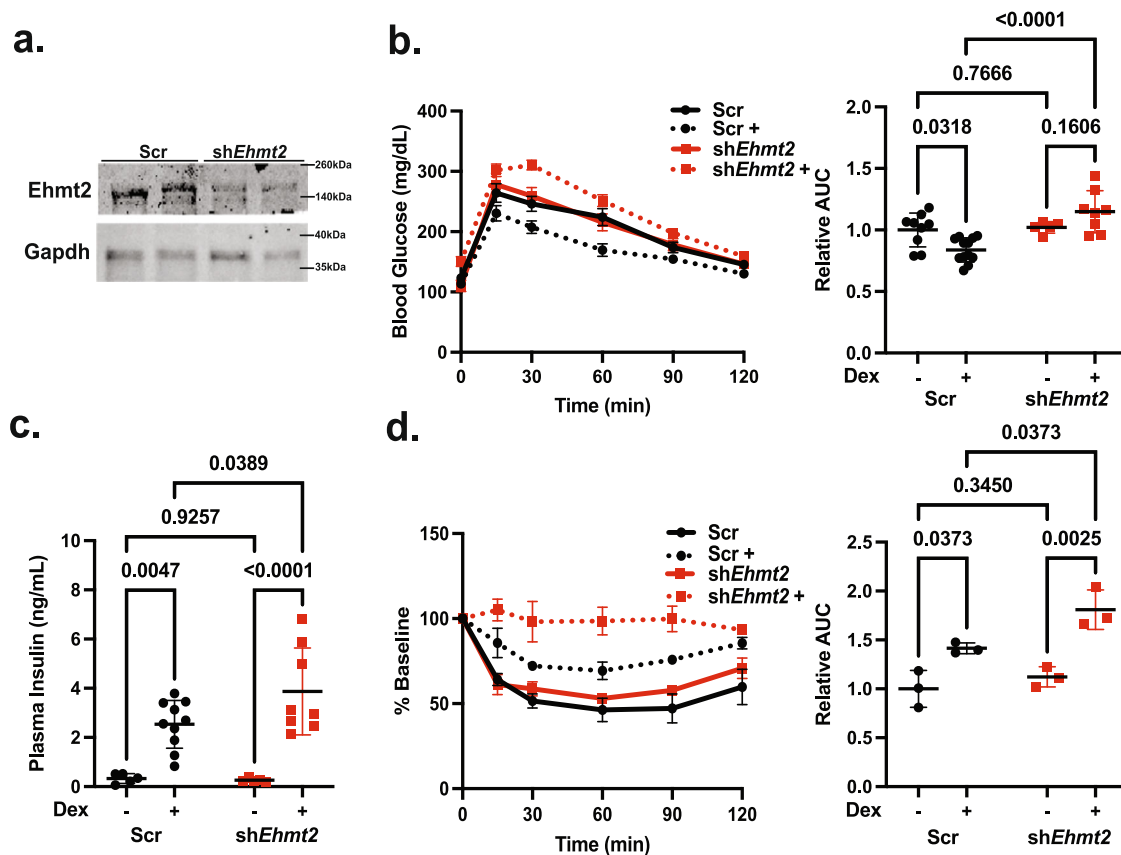 a.
Scr shEhmt2
Ehmt2
260kDa
140kDa
Gapdh
40kDa
35kDa
b.
Blood Glucose (mg/dL)
400
300
200
100
0
0 30 60 90 120
Time (min)
Scr
Scr +
shEhmt2
shEhmt2 +
<0.0001
0.7666
0.0318 0.1606
Relative AUC
2.0
1.5
1.0
0.5
0.0
Dex - + - +
Scr shEhmt2
c.
0.0389
0.9257
0.0047 <0.0001
Plasma Insulin (ng/mL)
10
8
6
4
2
0
Dex - + - +
Scr shEhmt2
d.
% Baseline
150
100
50
0
0 30 60 90 120
Time (min)
Scr
Scr +
shEhmt2
shEhmt2 +
0.0373
0.3450
0.0373 0.0025
Relative AUC
2.5
2.0
1.5
1.0
0.5
0.0
Dex - + - +
Scr shEhmt2